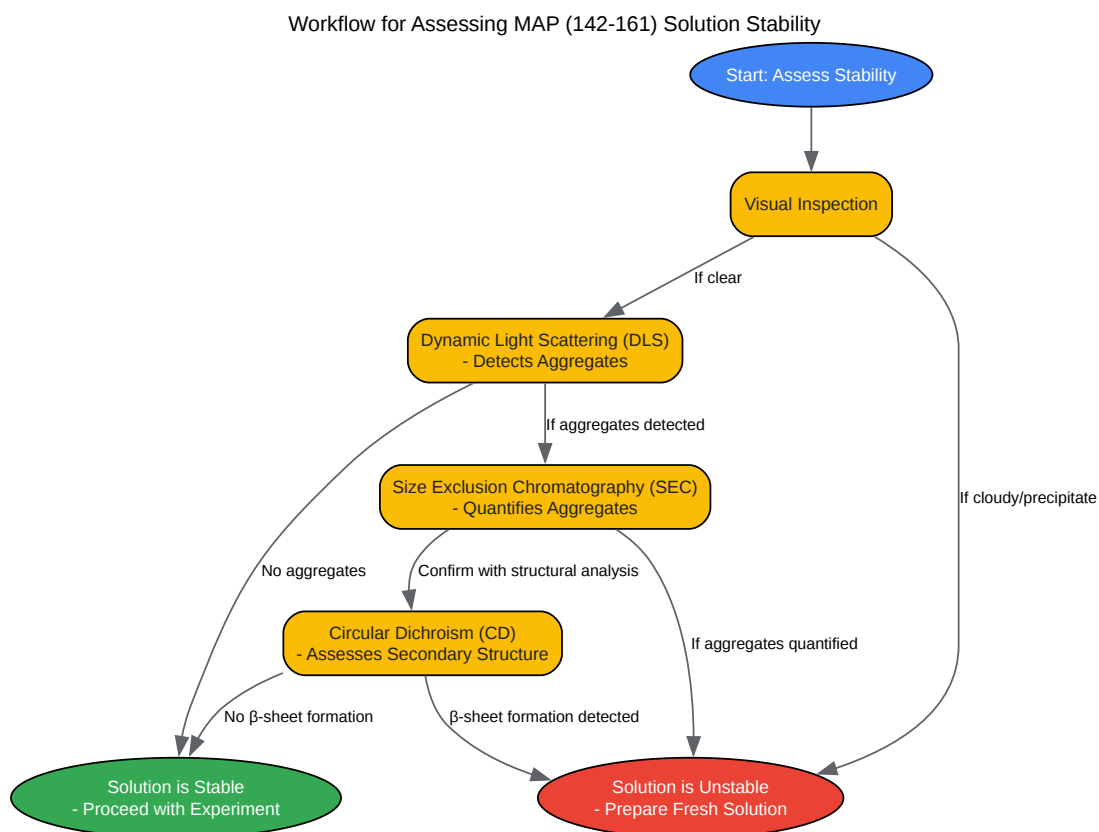 Workflow for Assessing MAP (142-161) Solution Stability
Start: Assess Stability
Visual Inspection
If clear
Dynamic Light Scattering (DLS)
- Detects Aggregates
If aggregates detected
Size Exclusion Chromatography (SEC)
- Quantifies Aggregates
If cloudy/precipitate
No aggregates
Confirm with structural analysis
Circular Dichroism (CD)
- Assesses Secondary Structure
If aggregates quantified
No β-sheet formation
β-sheet formation detected
Solution is Stable
- Proceed with Experiment
Solution is Unstable
- Prepare Fresh Solution